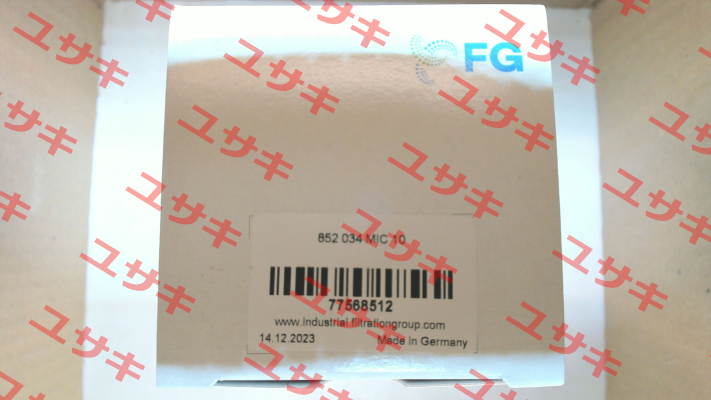 FG
852 034 MIC 10
77568512
www.industrial.filtrationgroup.com
14.12.2023 Made in Germany
ユサキ